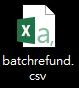 a,
batchrefund.
csv